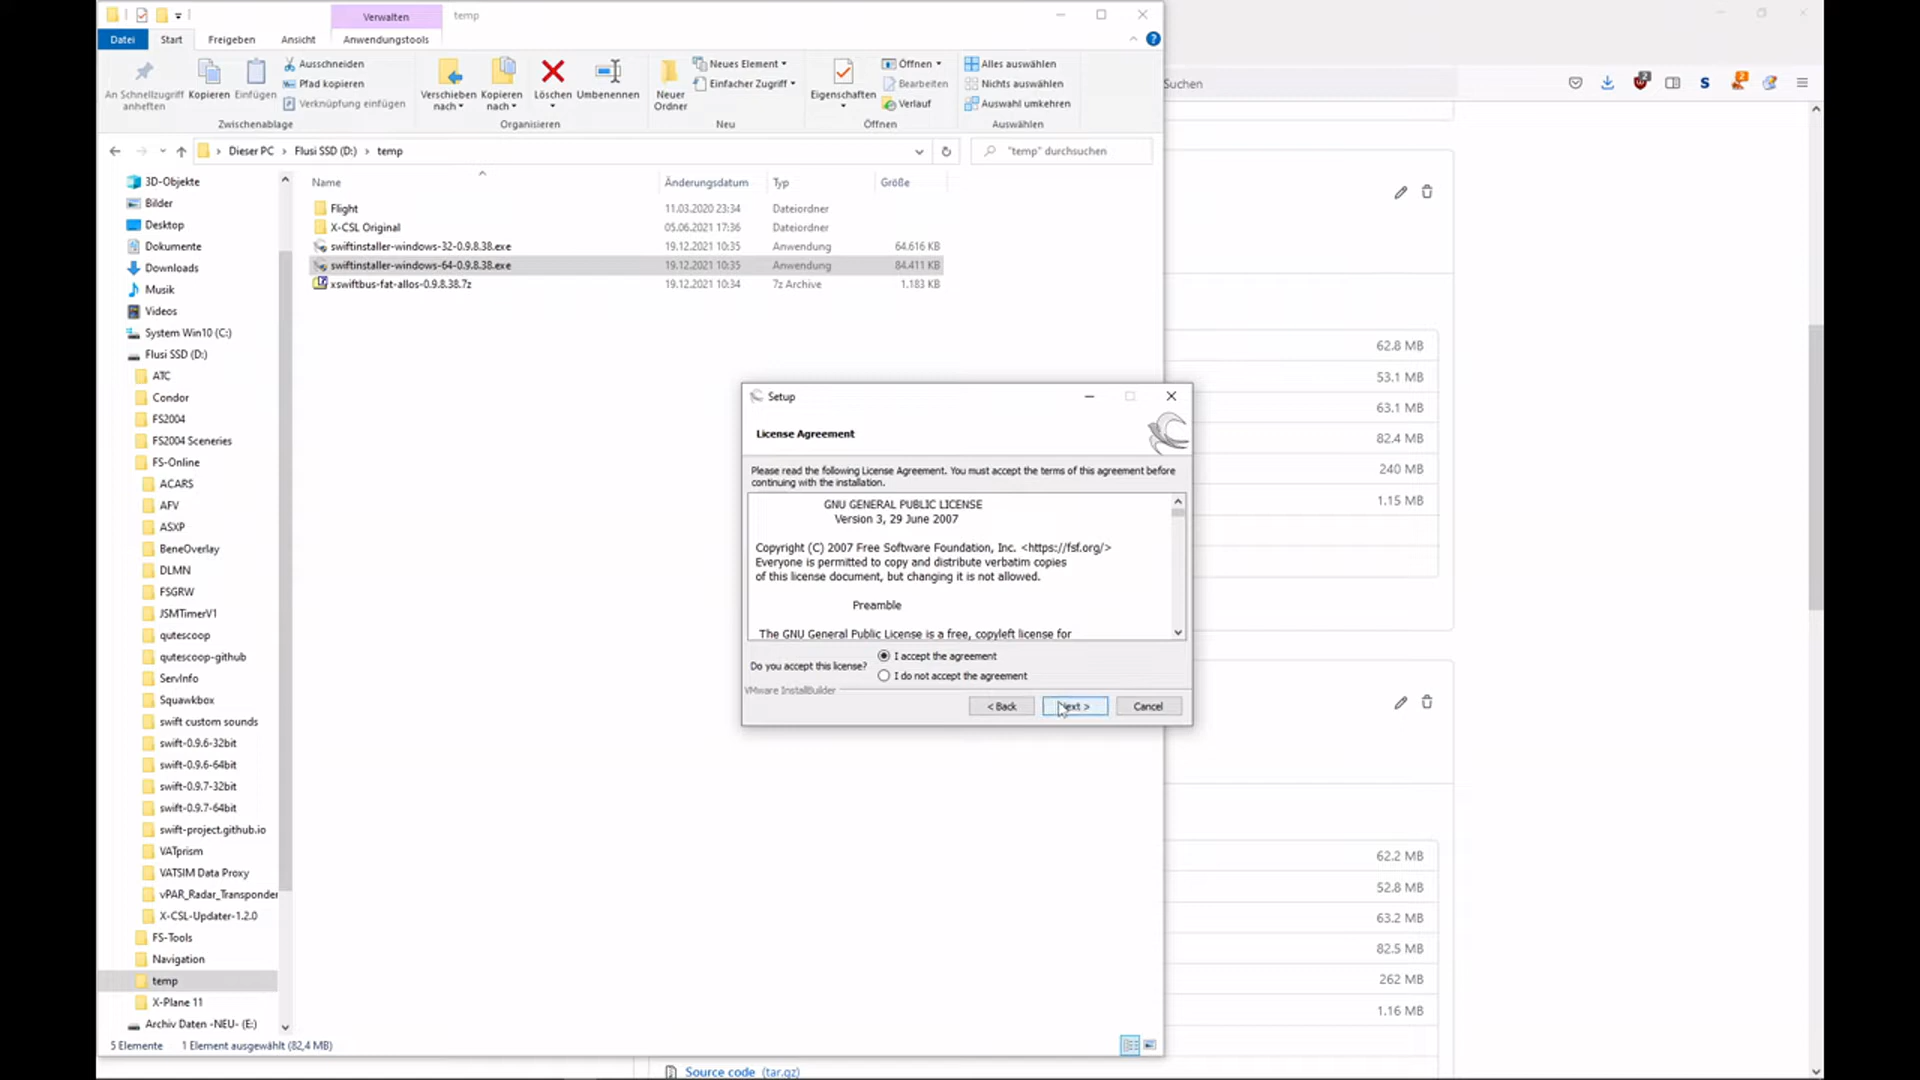 Verwalten
temp
Datei
Start
Freigeben
Ansicht
Anwendungstools
An Schnellzugriff anheften
Kopieren
Einfügen
Ausschneiden
Pfad kopieren
Verknüpfung einfügen
Zwischenablage
Verschieben nach
Kopieren nach
Löschen
Umbenennen
Organisieren
Neuer Ordner
Neues Element
Einfacher Zugriff
Neu
Eigenschaften
Öffnen
Bearbeiten
Verlauf
Öffnen
Alles auswählen
Nichts auswählen
Auswahl umkehren
Auswählen
Suchen
2
S
2
Dieser PC > Flusi SSD (D:) > temp
"temp" durchsuchen
Name Änderungsdatum Typ Größe
Flight 11.03.2020 23:34 Dateiordner
X-CSL Original 05.06.2021 17:36 Dateiordner
swiftinstaller-windows-32-0.9.8.38.exe 19.12.2021 10:35 Anwendung 64.616 KB
swiftinstaller-windows-64-0.9.8.38.exe 19.12.2021 10:35 Anwendung 84.411 KB
xswiftbus-fat-allos-0.9.8.38.7z 19.12.2021 10:34 7z Archive 1.183 KB
3D-Objekte
Bilder
Desktop
Dokumente
Downloads
Musik
Videos
System Win10 (C:)
Flusi SSD (D:)
ATC
Condor
FS2004
FS2004 Sceneries
FS-Online
ACARS
AFV
ASXP
BeneOverlay
DLMN
FSGRW
JSMTimerV1
qutescoop
qutescoop-github
ServInfo
Squawkbox
swift custom sounds
swift-0.9.6-32bit
swift-0.9.6-64bit
swift-0.9.7-32bit
swift-0.9.7-64bit
swift-project.github.io
VATprism
VATSIM Data Proxy
vPAR_Radar_Transponder
X-CSL-Updater-1.2.0
FS-Tools
Navigation
temp
X-Plane 11
Archiv Daten -NEU- (E:)
5 Elemente 1 Element ausgewählt (82,4 MB)
Setup
License Agreement
Please read the following License Agreement. You must accept the terms of this agreement before
continuing with the installation.
GNU GENERAL PUBLIC LICENSE
Version 3, 29 June 2007
Copyright (C) 2007 Free Software Foundation, Inc. <https://fsf.org/>
Everyone is permitted to copy and distribute verbatim copies
of this license document, but changing it is not allowed.
Preamble
The GNU General Public License is a free, copyleft license for
Do you accept this license?
I accept the agreement
I do not accept the agreement
VMware InstallBuilder
< Back
Next >
Cancel
62.8 MB
53.1 MB
63.1 MB
82.4 MB
240 MB
1.15 MB
62.2 MB
52.8 MB
63.2 MB
82.5 MB
262 MB
1.16 MB
Source code (tar.gz)